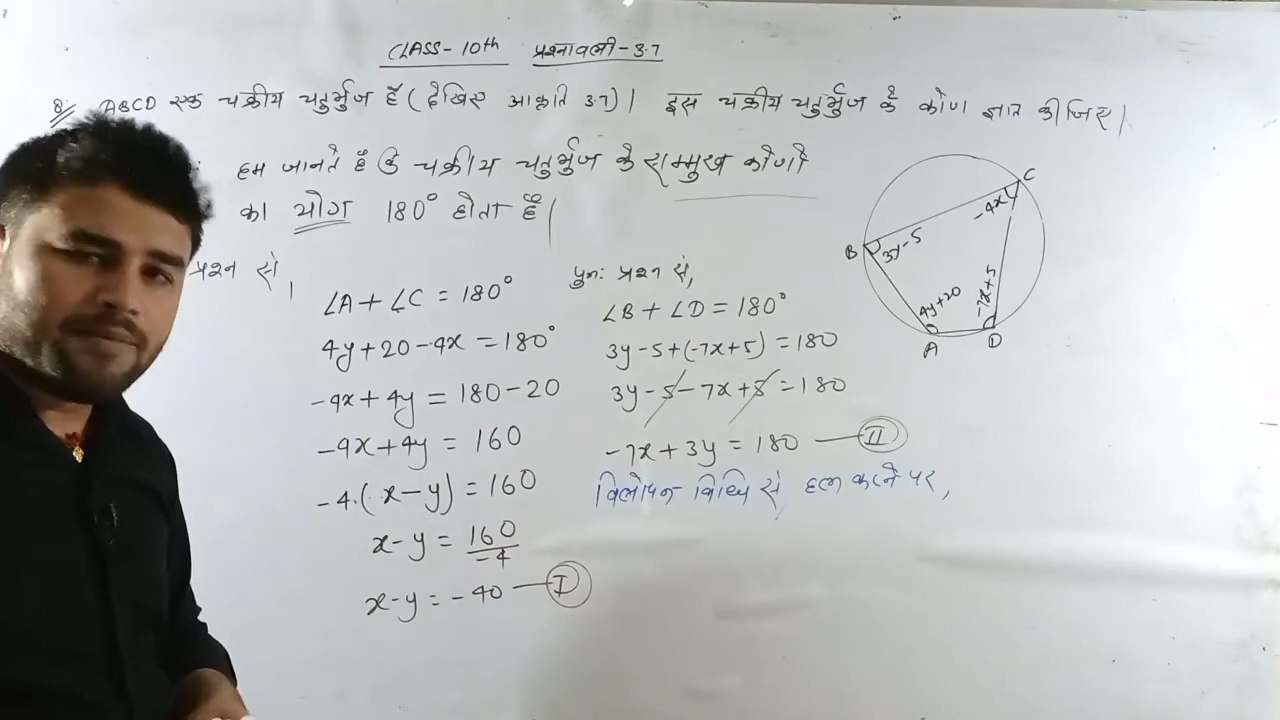 CLASS-10th प्रश्नावली-3.7
8. ABCD एक चक्रीय चतुर्भुज है (देखिए आकृति 3.7)। इस चक्रीय चतुर्भुज के कोण ज्ञात कीजिए।
हम जानते हैं कि चक्रीय चतुर्भुज के सम्मुख कोणों
का योग 180° होता है।
प्रश्न से,
∠A + ∠C = 180°
4y+20-4x = 180°
-4x+4y = 180-20
-4x+4y = 160
-4.(x-y) = 160
x-y = 160/-4
x-y = -40 — I
पुनः प्रश्न से,
∠B + ∠D = 180°
3y-5+(-7x+5) = 180
3y-5-7x+5 = 180
-7x+3y = 180 — II
विलोपन विधि से हल करने पर,
C
-4x
B
3y-5
4y+20
-7x+5
A
D